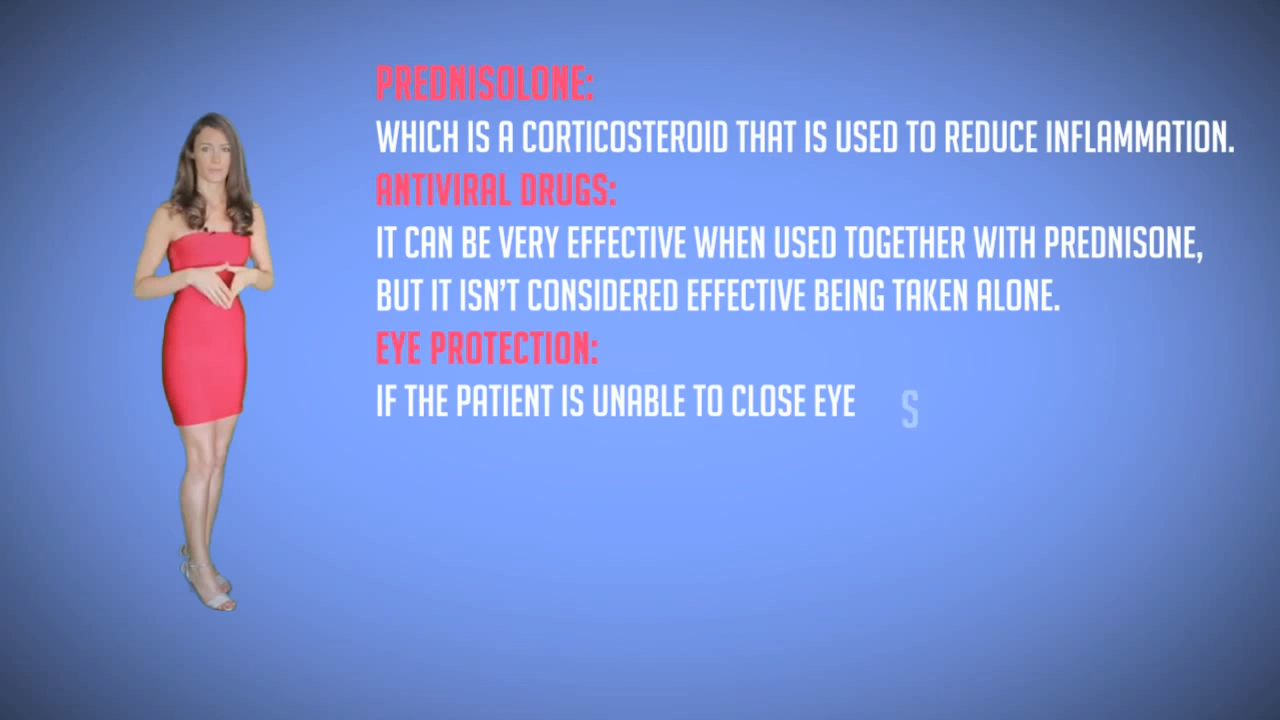 PREDNISOLONE:
WHICH IS A CORTICOSTEROID THAT IS USED TO REDUCE INFLAMMATION.
ANTIVIRAL DRUGS:
IT CAN BE VERY EFFECTIVE WHEN USED TOGETHER WITH PREDNISONE,
BUT IT ISN'T CONSIDERED EFFECTIVE BEING TAKEN ALONE.
EYE PROTECTION:
IF THE PATIENT IS UNABLE TO CLOSE EYE S